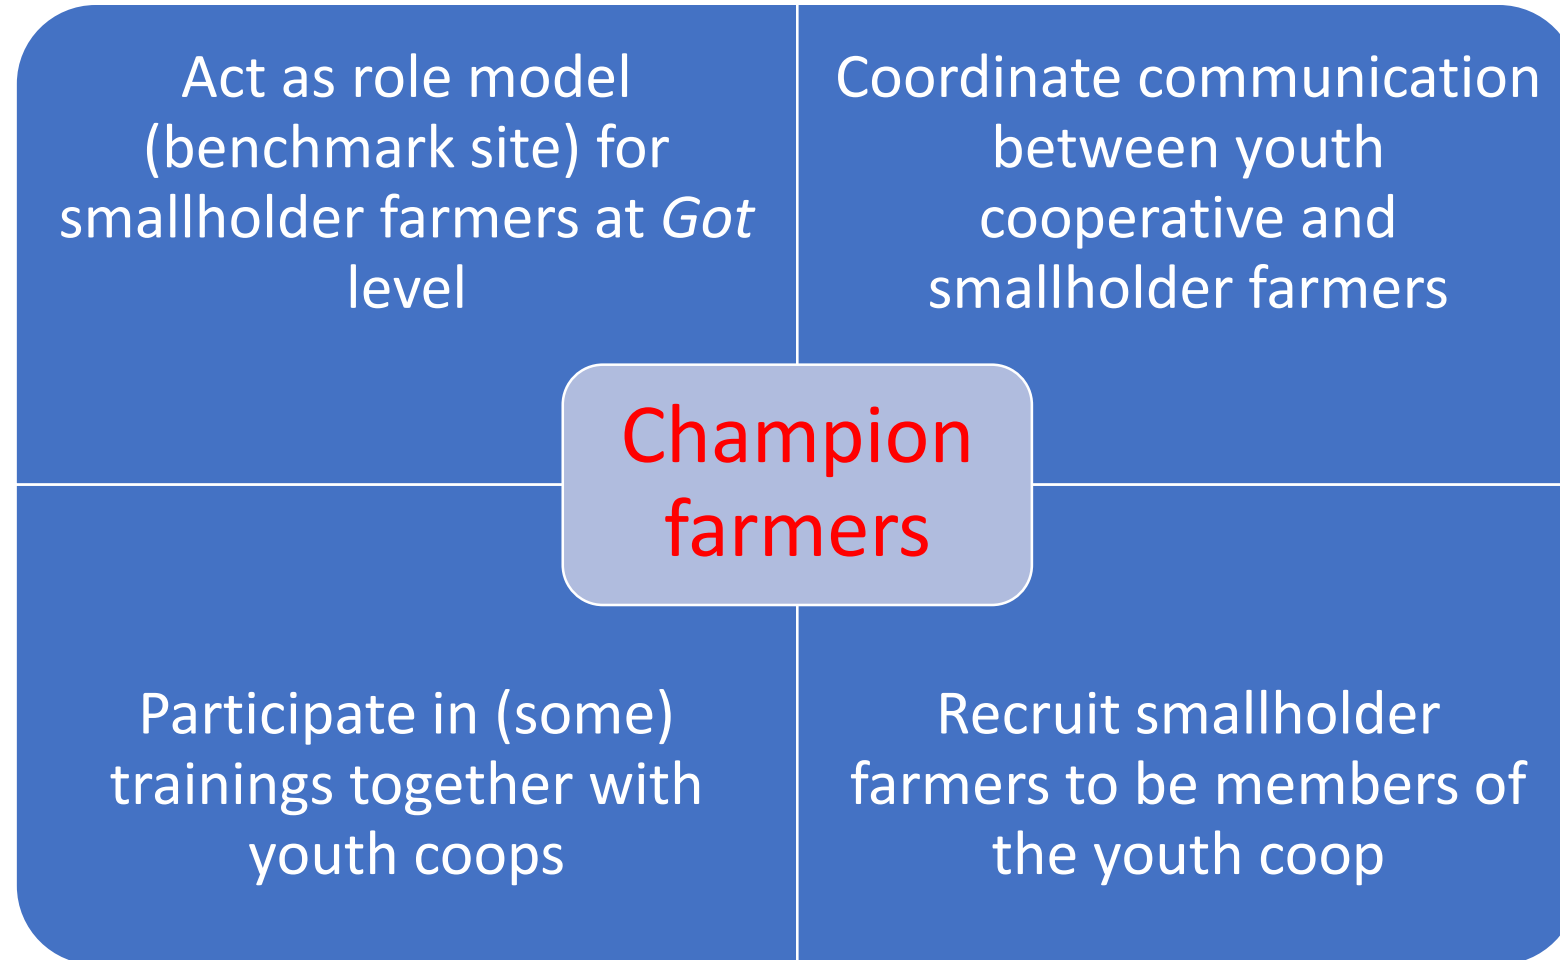 Act as role model
(benchmark site) for
smallholder farmers at Got
level
Coordinate communication
between youth
cooperative and
smallholder farmers
Champion
farmers
Participate in (some)
trainings together with
youth coops
Recruit smallholder
farmers to be members of
the youth coop